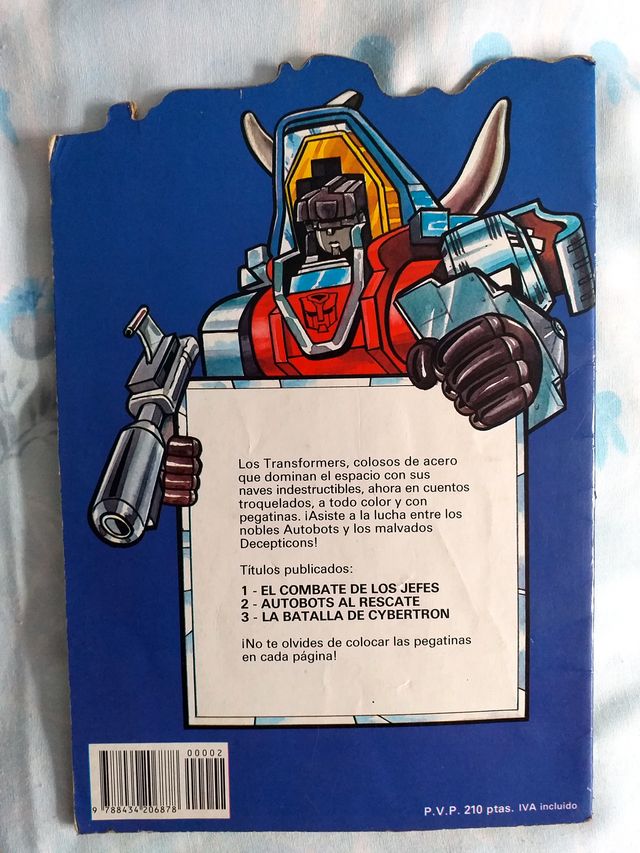 Los Transformers, colosos de acero
que dominan el espacio con sus
naves indestructibles, ahora en cuentos
troquelados, a todo color y con
pegatinas. ¡Asiste a la lucha entre los
nobles Autobots y los malvados
Decepticons!
Títulos publicados:
1 - EL COMBATE DE LOS JEFES
2 - AUTOBOTS AL RESCATE
3 - LA BATALLA DE CYBERTRON
¡No te olvides de colocar las pegatinas
en cada página!
00002
9 788434 206878
P.V.P. 210 ptas. IVA incluido